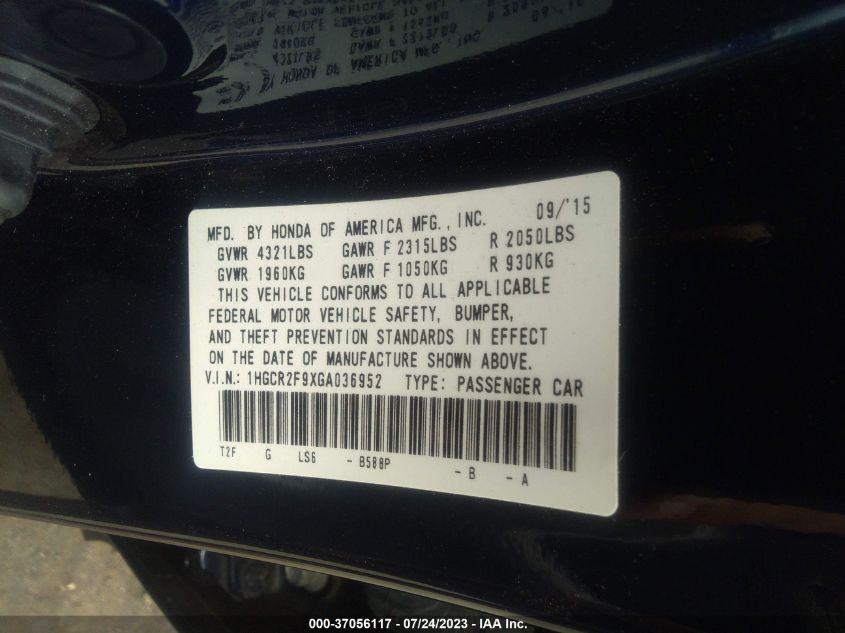 MFD. BY HONDA OF AMERICA MFG., INC. 09/'15
GVWR 4321LBS GAWR F 2315LBS R 2050LBS
GVWR 1960KG GAWR F 1050KG R 930KG
THIS VEHICLE CONFORMS TO ALL APPLICABLE
FEDERAL MOTOR VEHICLE SAFETY, BUMPER,
AND THEFT PREVENTION STANDARDS IN EFFECT
ON THE DATE OF MANUFACTURE SHOWN ABOVE.
V.I.N.: 1HGCR2F9XGA036952 TYPE: PASSENGER CAR
T2F G LS6 - B588P - B - A
000-37056117 - 07/24/2023 - IAA Inc.